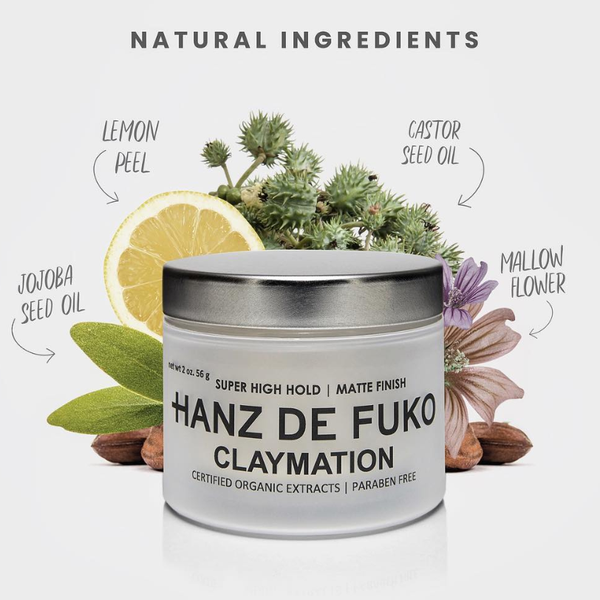 NATURAL INGREDIENTS
LEMON
PEEL
CASTOR
SEED OIL
JOJOBA
SEED OIL
MALLOW
FLOWER
net wt 2 oz. 56 g
SUPER HIGH HOLD | MATTE FINISH
HANZ DE FUKO
CLAYMATION
CERTIFIED ORGANIC EXTRACTS | PARABEN FREE